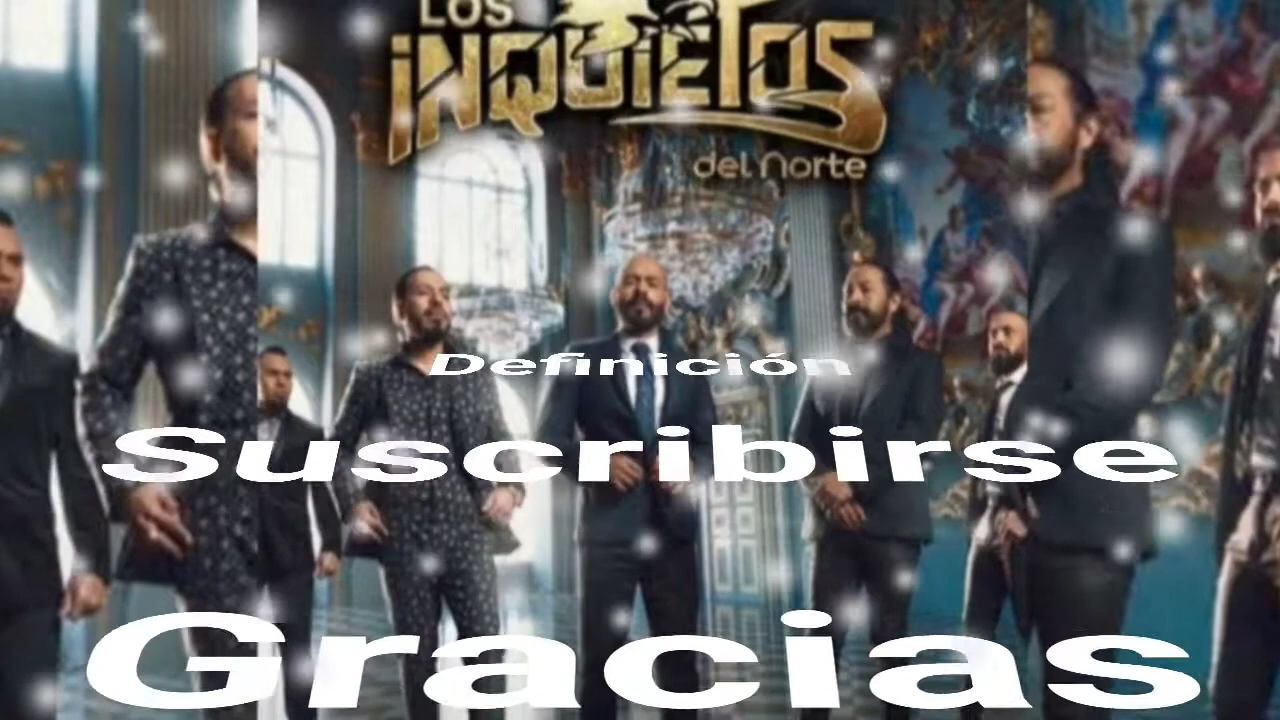 LOS
iNQUiETOS
del Norte
Definición
Suscribirse
Gracias